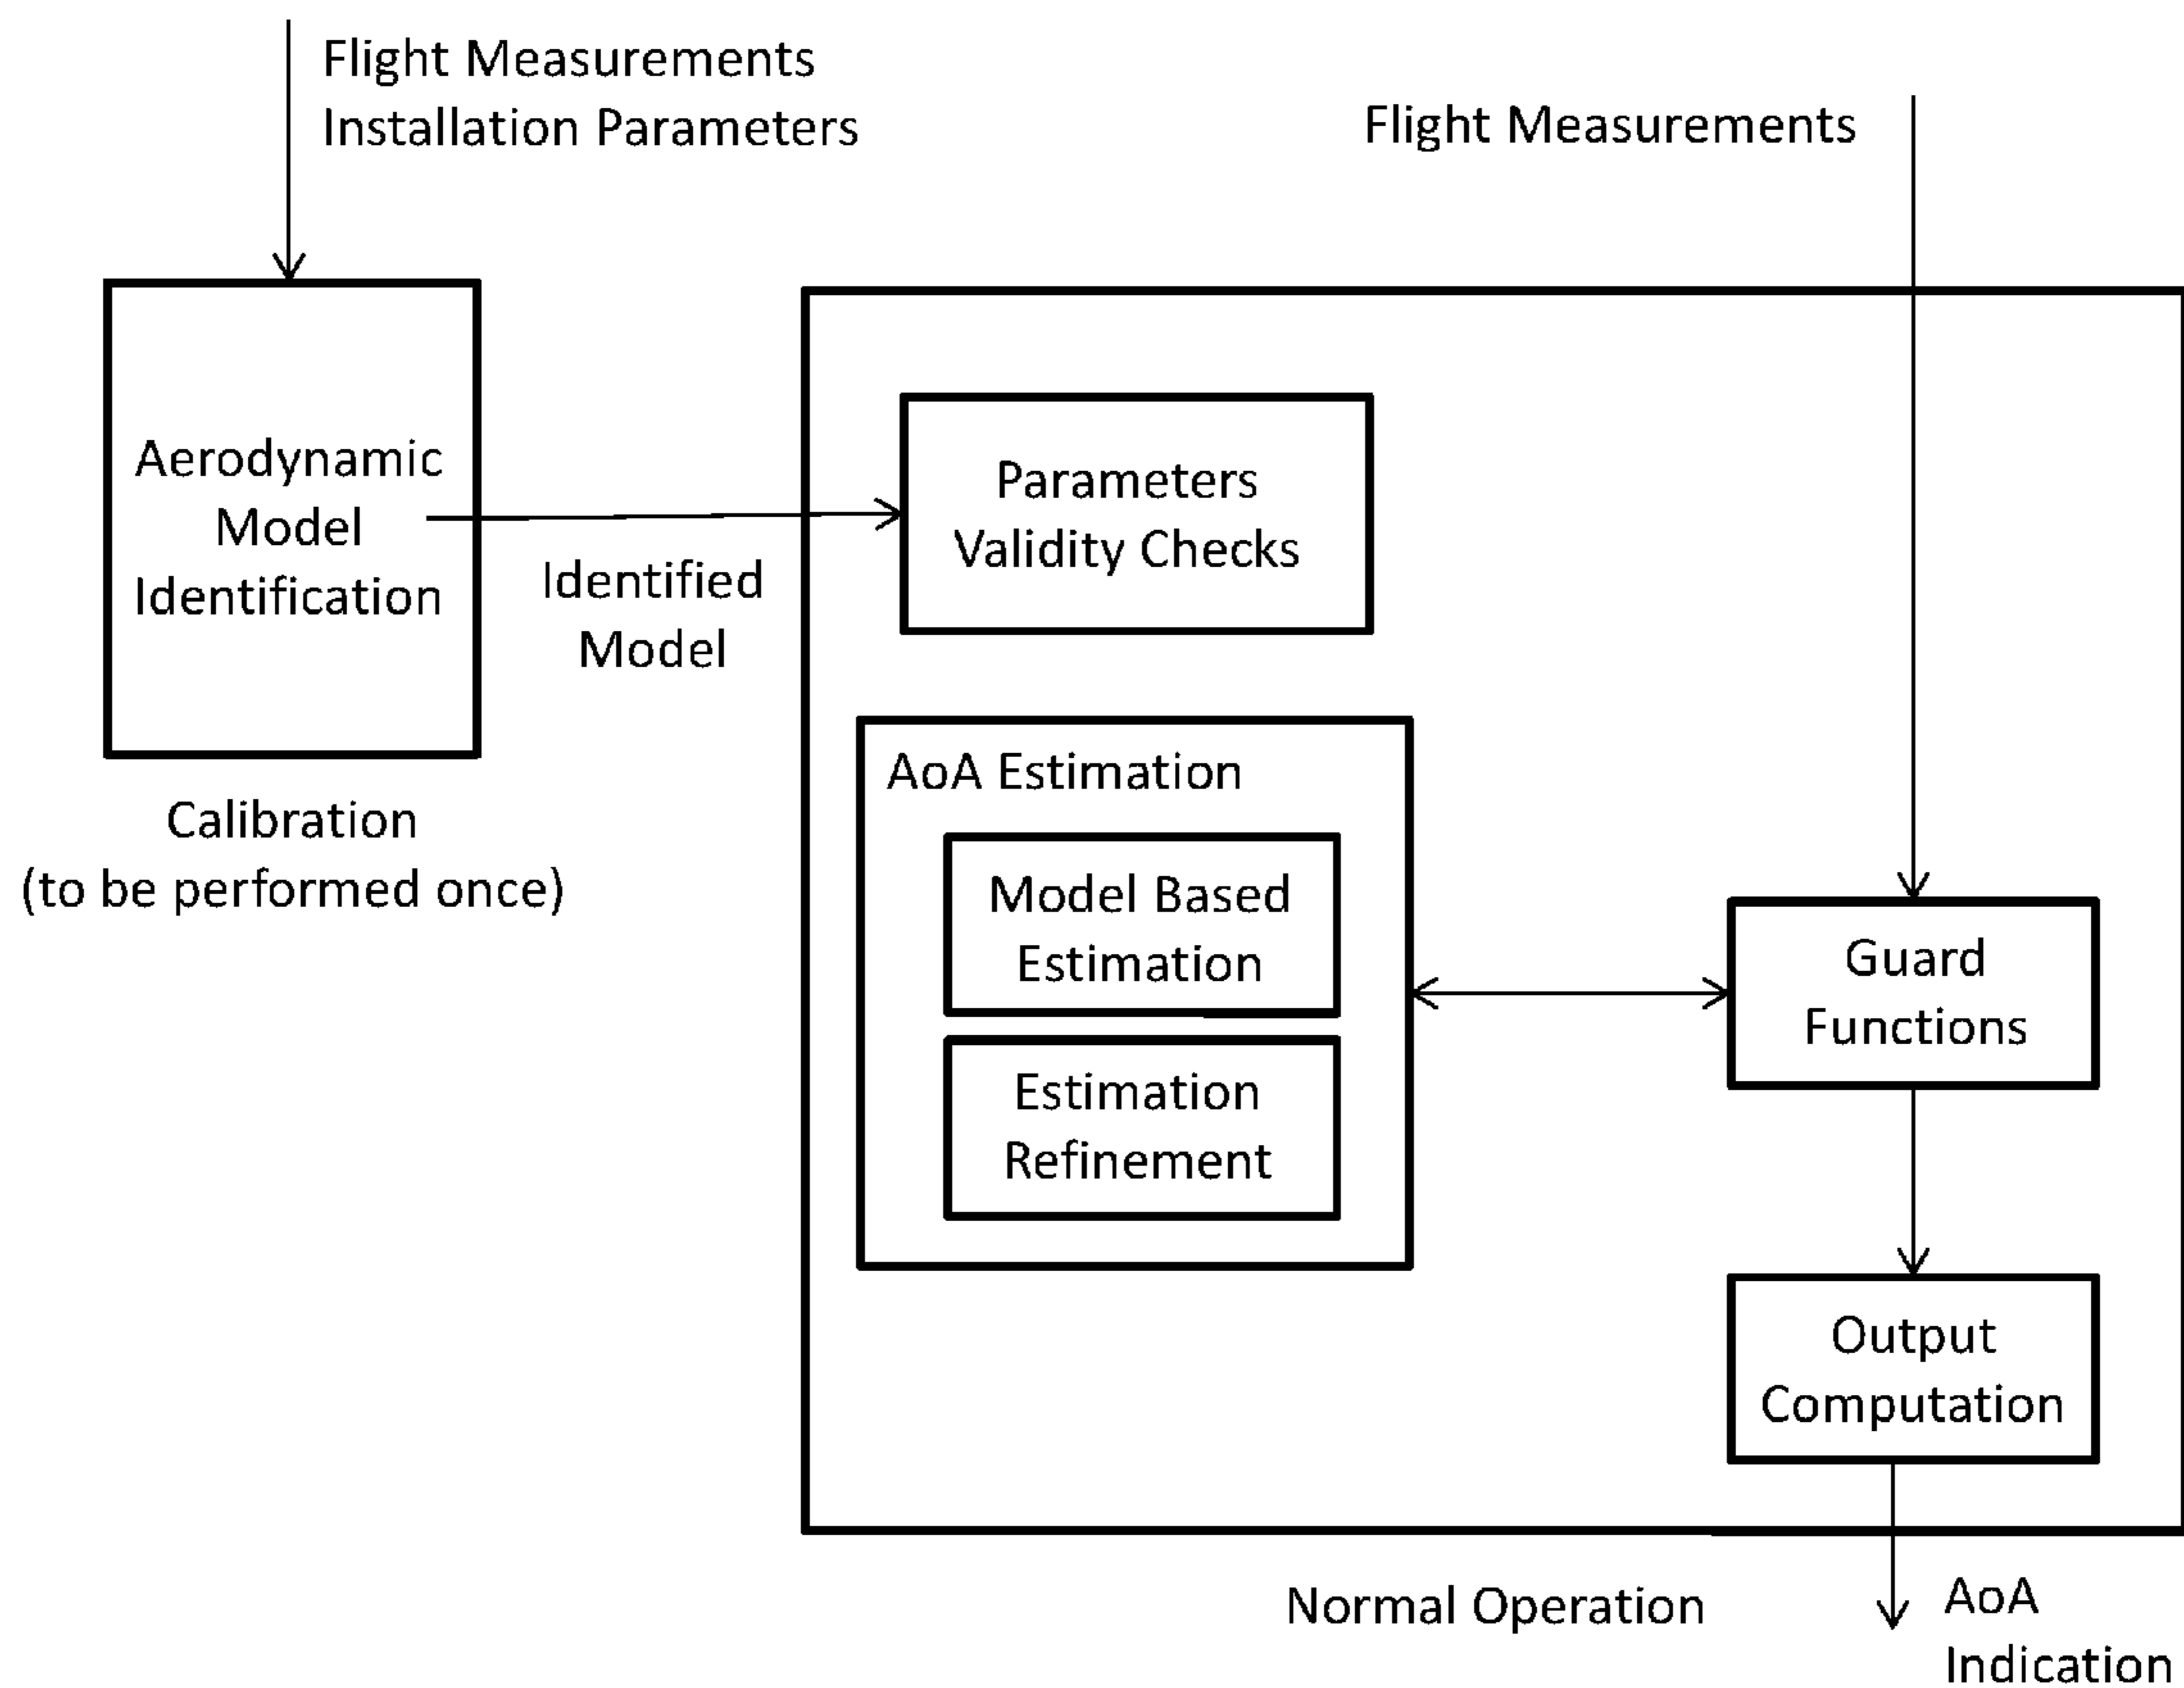 Flight Measurements
Installation Parameters
Flight Measurements
Aerodynamic
Model
Identification
Calibration
(to be performed once)
Identified
Model
Parameters
Validity Checks
AoA Estimation
Model Based
Estimation
Estimation
Refinement
Guard
Functions
Output
Computation
Normal Operation
AoA
Indication